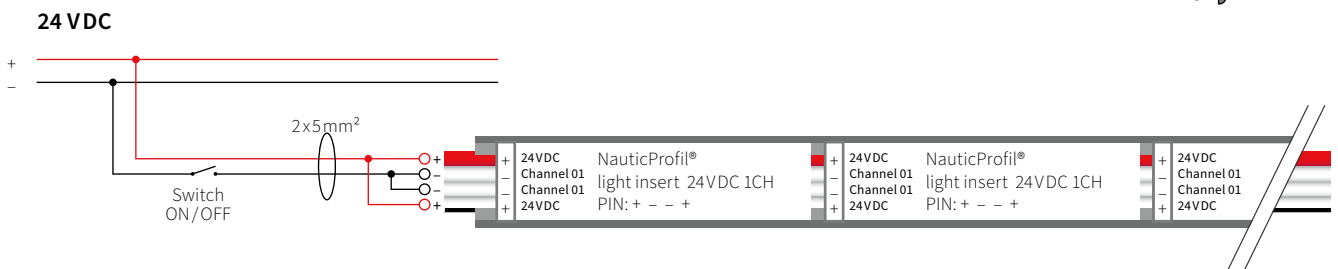 24 VDC
+
–
2x5mm²
Switch
ON/OFF
+
–
–
+
+
–
–
+
24VDC
Channel 01
Channel 01
24VDC
NauticProfil®
light insert 24VDC 1CH
PIN: + – – +
+
–
–
+
24VDC
Channel 01
Channel 01
24VDC
NauticProfil®
light insert 24VDC 1CH
PIN: + – – +
+
–
–
+
24VDC
Channel 01
Channel 01
24VDC